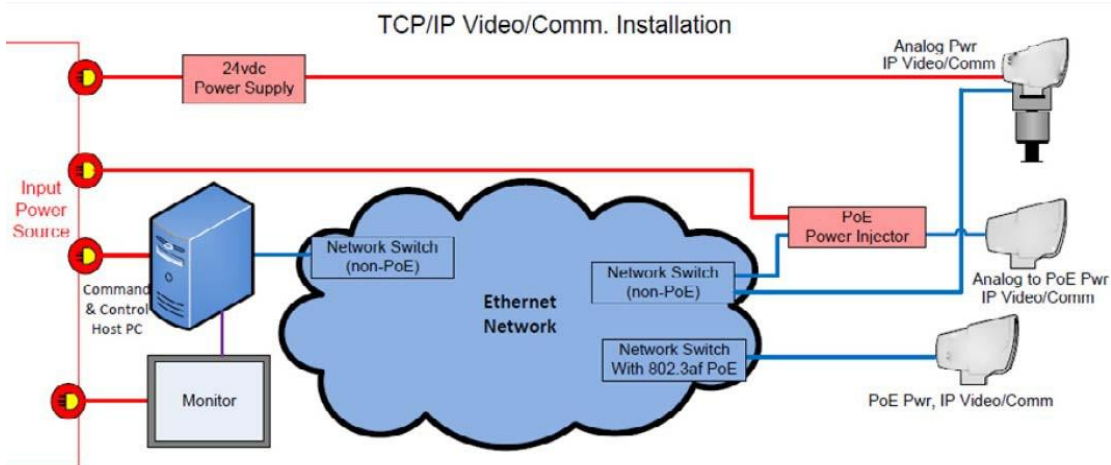 TCP/IP Video/Comm. Installation
24vdc
Power Supply
Analog Pwr
IP Video/Comm
Input
Power
Source
PoE
Power Injector
Network Switch
(non-PoE)
Network Switch
(non-PoE)
Analog to PoE Pwr
IP Video/Comm
Command
& Control
Host PC
Ethernet
Network
Network Switch
With 802.3af PoE
Monitor
PoE Pwr, IP Video/Comm